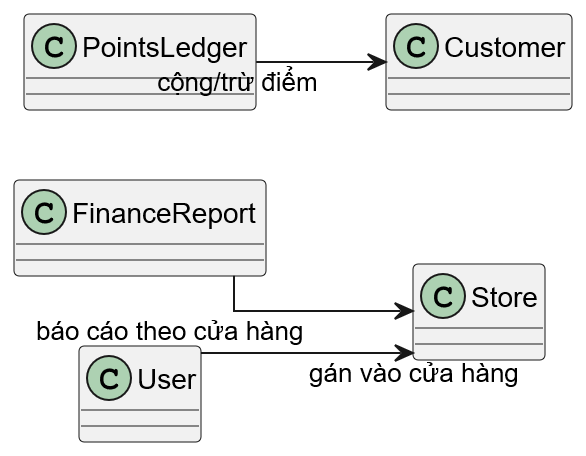 C PointsLedger
cộng/trừ điểm
C Customer
C FinanceReport
báo cáo theo cửa hàng
C Store
C User
gán vào cửa hàng